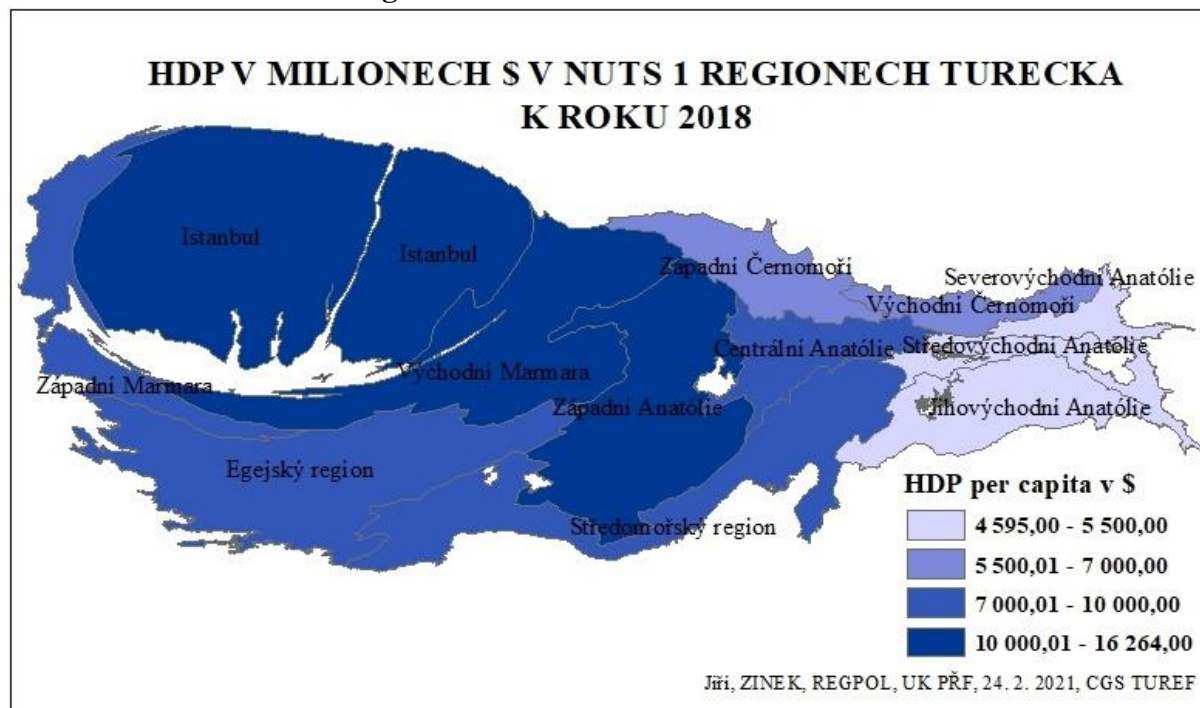 HDP V MILIONECH $ V NUTS 1 REGIONECH TURECKA
K ROKU 2018
Istanbul
Istanbul
Západní Černomoří
Severovýchodní Anatólie
Východní Černomoří
Centrální Anatólie
Středovýchodní Anatólie
Západní Marmara
Východní Marmara
Západní Anatólie
Jihovýchodní Anatólie
Egejský region
Středomořský region
HDP per capita v $
4 595,00 - 5 500,00
5 500,01 - 7 000,00
7 000,01 - 10 000,00
10 000,01 - 16 264,00
Jiří, ZINEK, REGPOL, UK PŘF, 24. 2. 2021, CGS TUREF